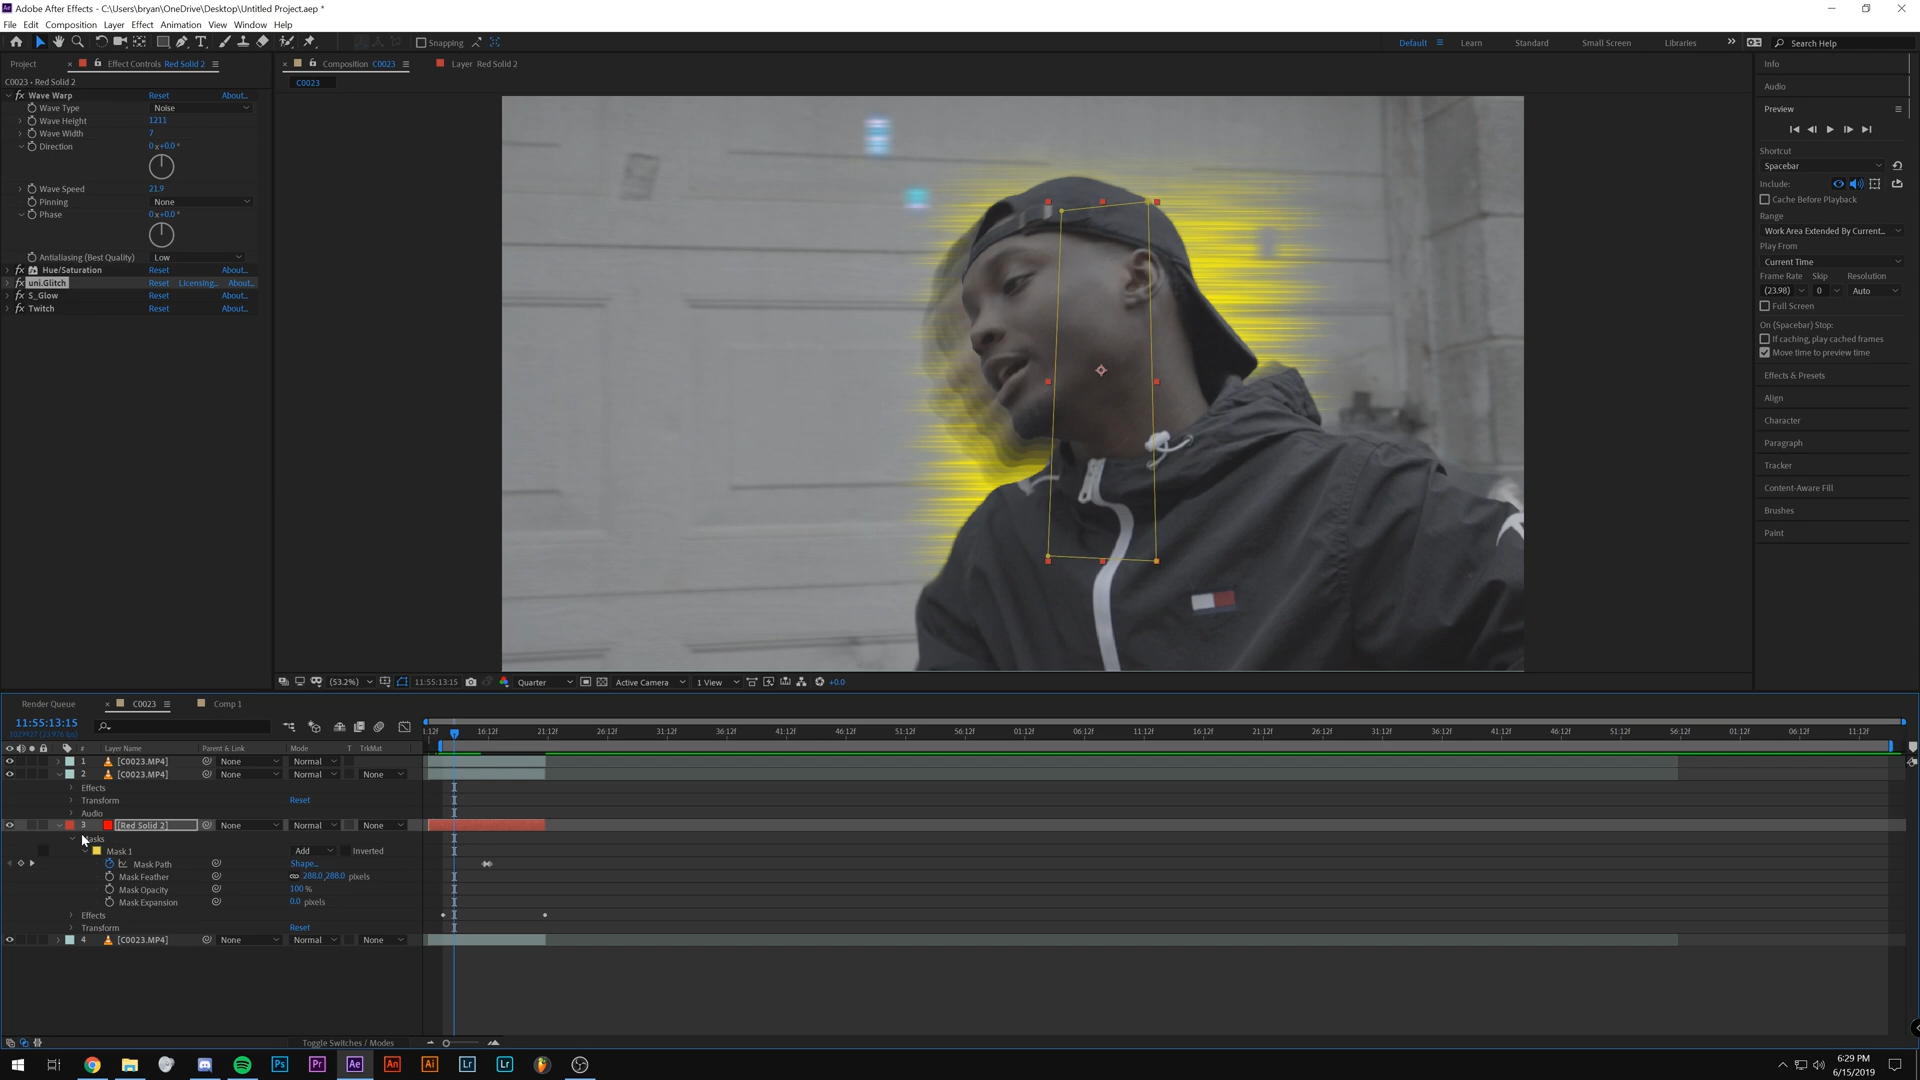 Adobe After Effects - C:\Users\bryan\OneDrive\Desktop\Untitled Project.aep *
File Edit Composition Layer Effect Animation View Window Help
Snapping
Default Learn Standard Small Screen Libraries Search Help
Project Effect Controls Red Solid 2
C0023 • Red Solid 2
fx Wave Warp Reset About...
Wave Type Noise
Wave Height 1211
Wave Width 7
Direction 0x+0.0°
Wave Speed 21.9
Pinning None
Phase 0x+0.0°
Antialiasing (Best Quality) Low
fx Hue/Saturation Reset About...
fx uni.Glitch Reset Licensing... About...
fx S_Glow Reset About...
fx Twitch Reset About...
Composition C0023 Layer Red Solid 2
C0023
(53.2%) 11:55:13:15 Quarter Active Camera 1 View +0.0
Info
Audio
Preview
Shortcut
Spacebar
Include:
Cache Before Playback
Range
Work Area Extended By Current...
Play From
Current Time
Frame Rate Skip Resolution
(23.98) 0 Auto
Full Screen
On (Spacebar) Stop:
If caching, play cached frames
Move time to preview time
Effects & Presets
Align
Character
Paragraph
Tracker
Content-Aware Fill
Brushes
Paint
Render Queue C0023 Comp 1
11:55:13:15
1029927 (23.976 fps)
1:12f 16:12f 21:12f 26:12f 31:12f 36:12f 41:12f 46:12f 51:12f 56:12f 01:12f 06:12f 11:12f 16:12f 21:12f 26:12f 31:12f 36:12f 41:12f 46:12f 51:12f 56:12f 01:12f 06:12f 11:12f
# Layer Name Parent & Link Mode T TrkMat
1 [C0023.MP4] None Normal
2 [C0023.MP4] None Normal None
Effects
Transform Reset
Audio
3 [Red Solid 2] None Normal None
Masks
Mask 1 Add Inverted
Mask Path Shape...
Mask Feather 288.0,288.0 pixels
Mask Opacity 100 %
Mask Expansion 0.0 pixels
Effects
Transform Reset
4 [C0023.MP4] None Normal None
Toggle Switches / Modes
Ps Pr Ae An Ai Lr Lr
6:29 PM
6/15/2019